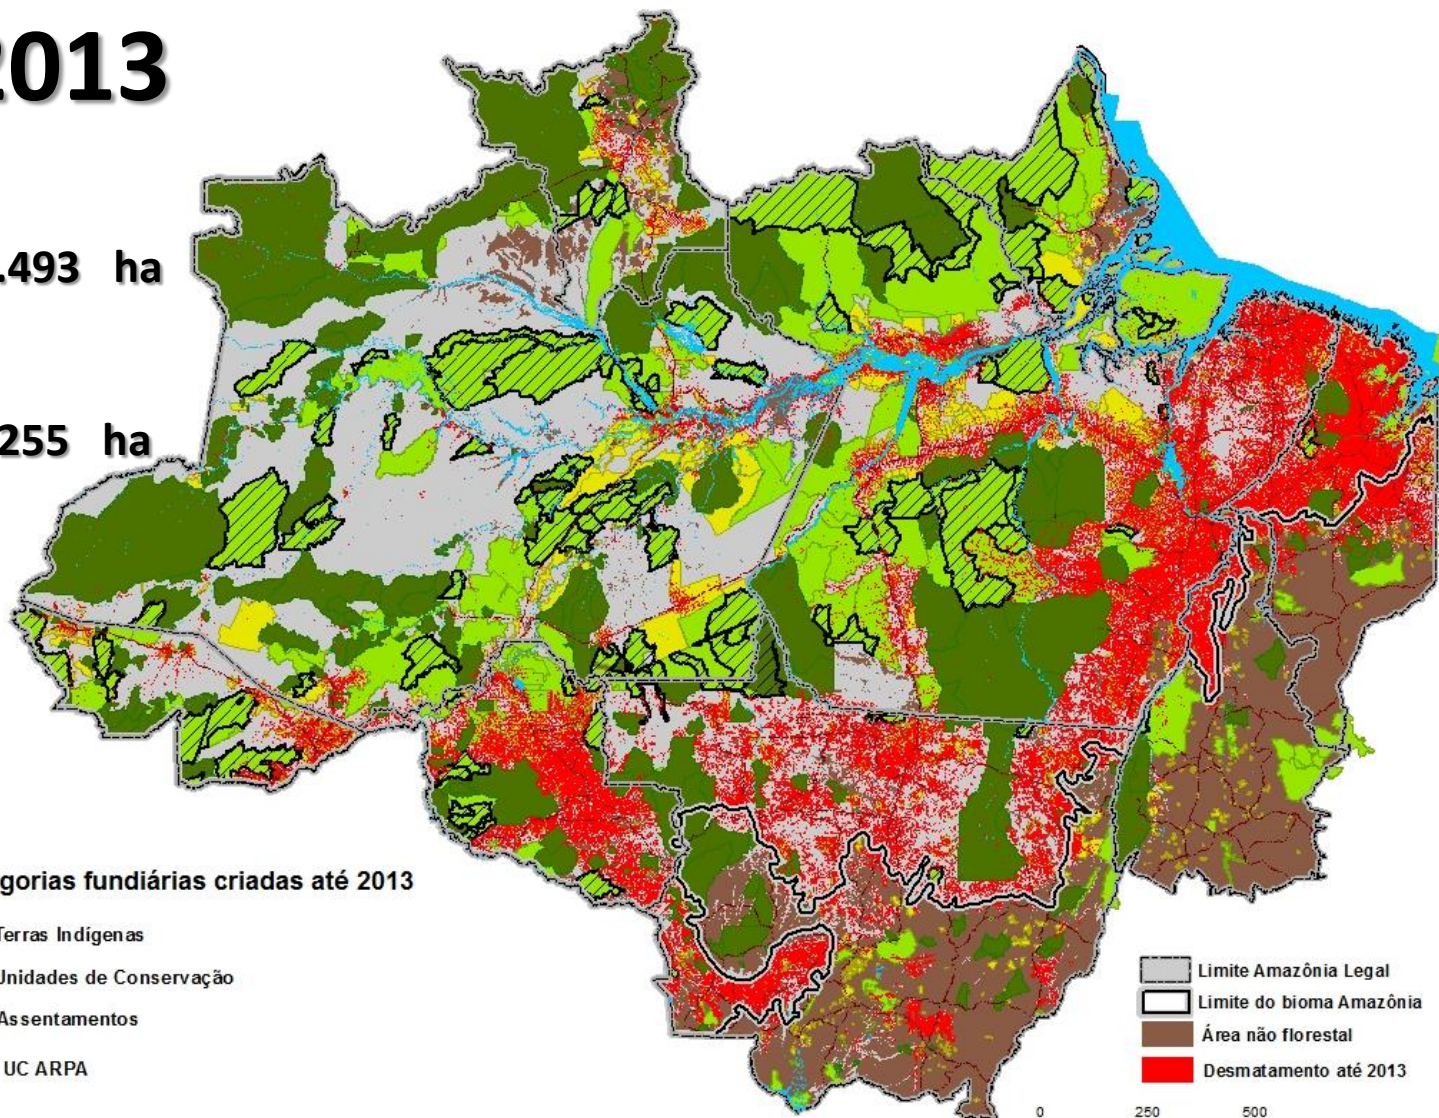 2013
.493 ha
255 ha
gorias fundiárias criadas até 2013
Terras Indígenas
Unidades de Conservação
Assentamentos
UC ARPA
Limite Amazônia Legal
Limite do bioma Amazônia
Área não florestal
Desmatamento até 2013
0 250 500